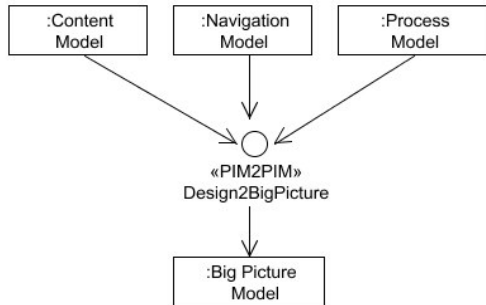 :Content
Model
:Navigation
Model
:Process
Model
«PIM2PIM»
Design2BigPicture
:Big Picture
Model